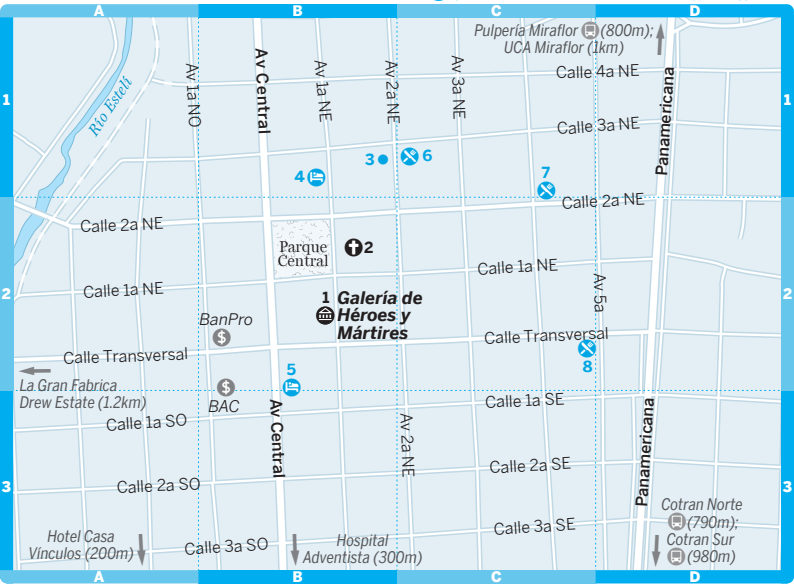 A
B
C
D
Pulpería Miraflor (800m);
UCA Miraflor (1km)
Calle 4a NE
1
1
Río Estelí
Av 1a NO
Av Central
Av 1a NE
Av 2a NE
Av 3a NE
Panamericana
Calle 3a NE
3
6
4
7
Calle 2a NE
Calle 2a NE
Parque
Central
2
Calle 1a NE
Calle 1a NE
Av 5a
2
2
1
Galería de
Héroes y
Mártires
BanPro
$
Calle Transversal
Calle Transversal
8
5
La Gran Fabrica
Drew Estate (1.2km)
$
BAC
Calle 1a SO
Calle 1a SE
Av Central
Av 2a NE
Panamericana
Calle 2a SO
Calle 2a SE
3
3
Cotran Norte
(790m);
Cotran Sur
(980m)
Calle 3a SO
Calle 3a SE
Hotel Casa
Vínculos (200m)
Hospital
Adventista (300m)
A
B
C
D